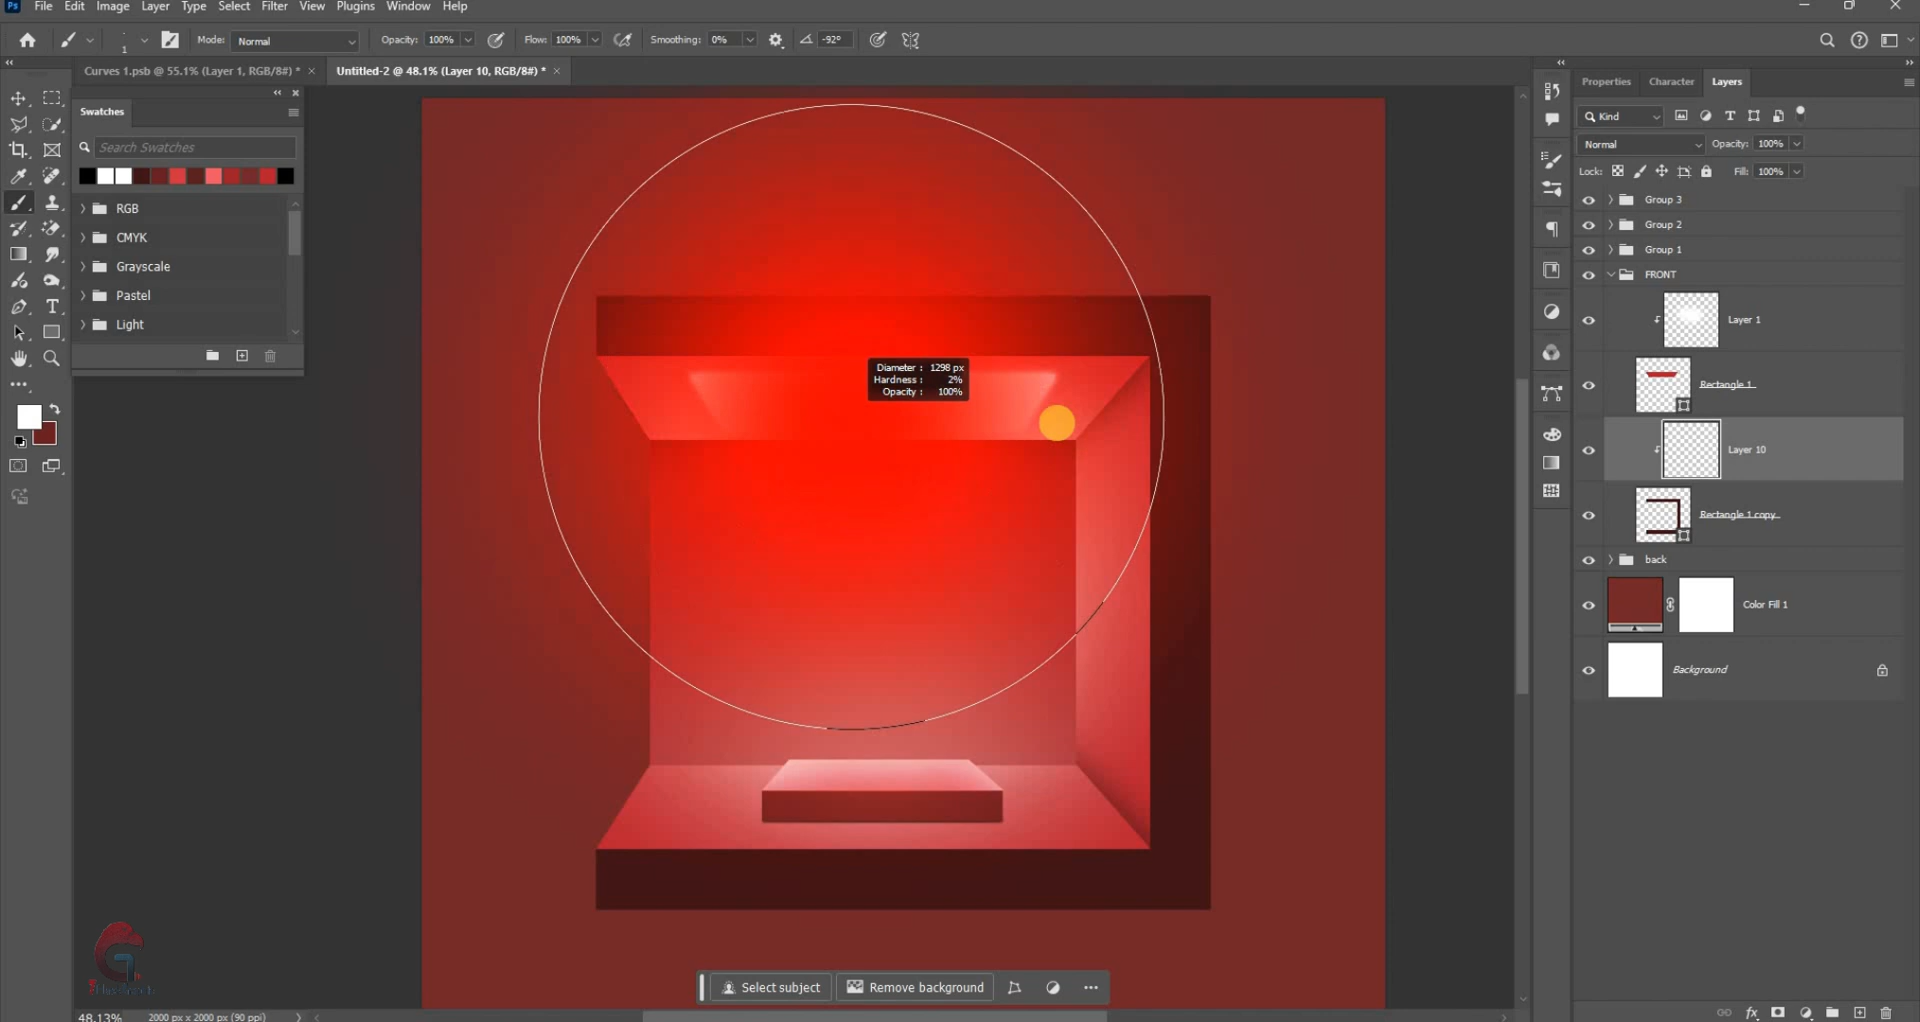 Ps File Edit Image Layer Type Select Filter View Plugins Window Help
1 Mode: Normal Opacity: 100% Flow: 100% Smoothing: 0% -92°
Curves 1.psb @ 55.1% (Layer 1, RGB/8#) * × Untitled-2 @ 48.1% (Layer 10, RGB/8#) * ×
Swatches
Search Swatches
RGB
CMYK
Grayscale
Pastel
Light
Diameter : 1298 px
Hardness : 2%
Opacity : 100%
Properties Character Layers
Kind
Normal Opacity: 100%
Lock: Fill: 100%
Group 3
Group 2
Group 1
FRONT
Layer 1
Rectangle 1
Layer 10
Rectangle 1 copy
back
Color Fill 1
Background
fx
Select subject Remove background
48.13% 2000 px x 2000 px (90 ppi)